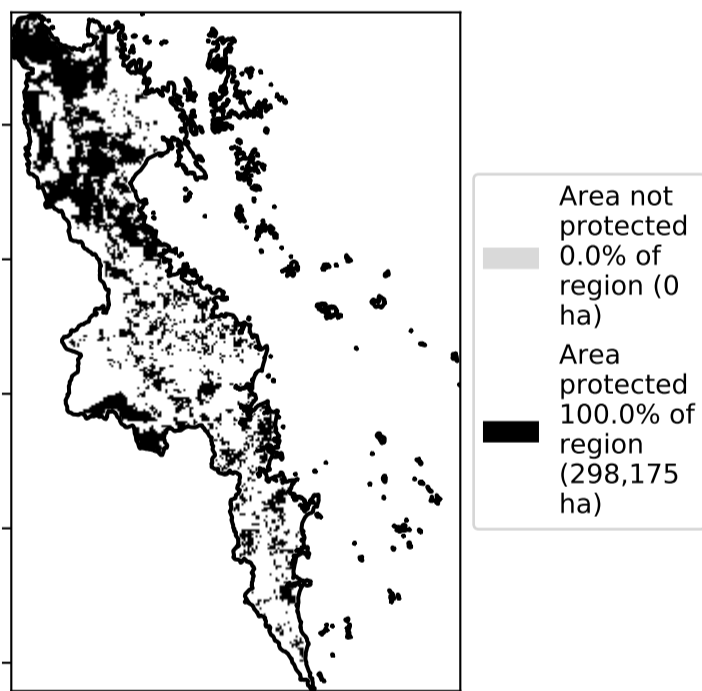 Area not
protected
0.0% of
region (0
ha)
Area
protected
100.0% of
region
(298,175
ha)